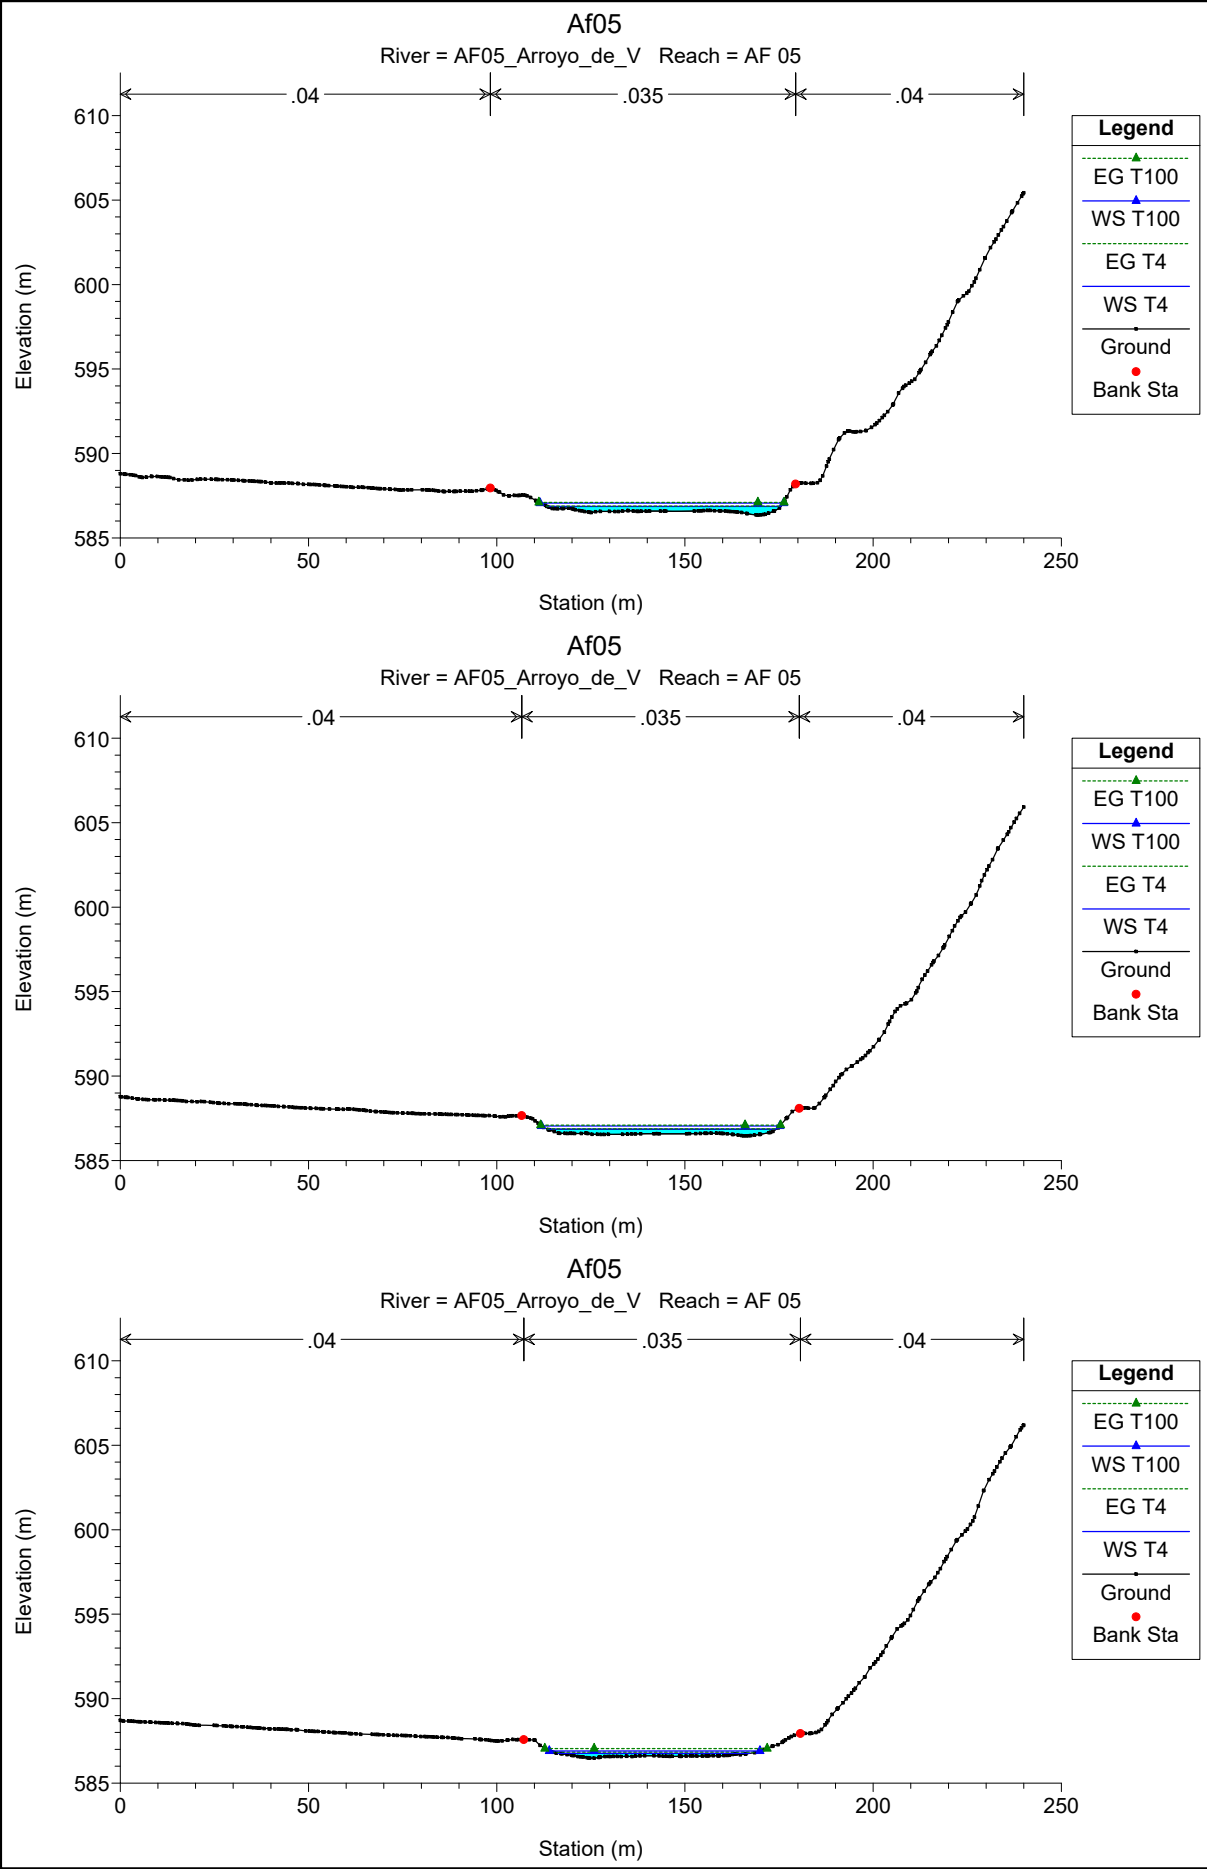 Af05
River = AF05_Arroyo_de_V Reach = AF 05
.04 .035 .04
610
605
600
595
590
585
Elevation (m)
0 50 100 150 200 250
Station (m)
Legend
EG T100
WS T100
EG T4
WS T4
Ground
Bank Sta
Af05
River = AF05_Arroyo_de_V Reach = AF 05
.04 .035 .04
610
605
600
595
590
585
Elevation (m)
0 50 100 150 200 250
Station (m)
Legend
EG T100
WS T100
EG T4
WS T4
Ground
Bank Sta
Af05
River = AF05_Arroyo_de_V Reach = AF 05
.04 .035 .04
610
605
600
595
590
585
Elevation (m)
0 50 100 150 200 250
Station (m)
Legend
EG T100
WS T100
EG T4
WS T4
Ground
Bank Sta